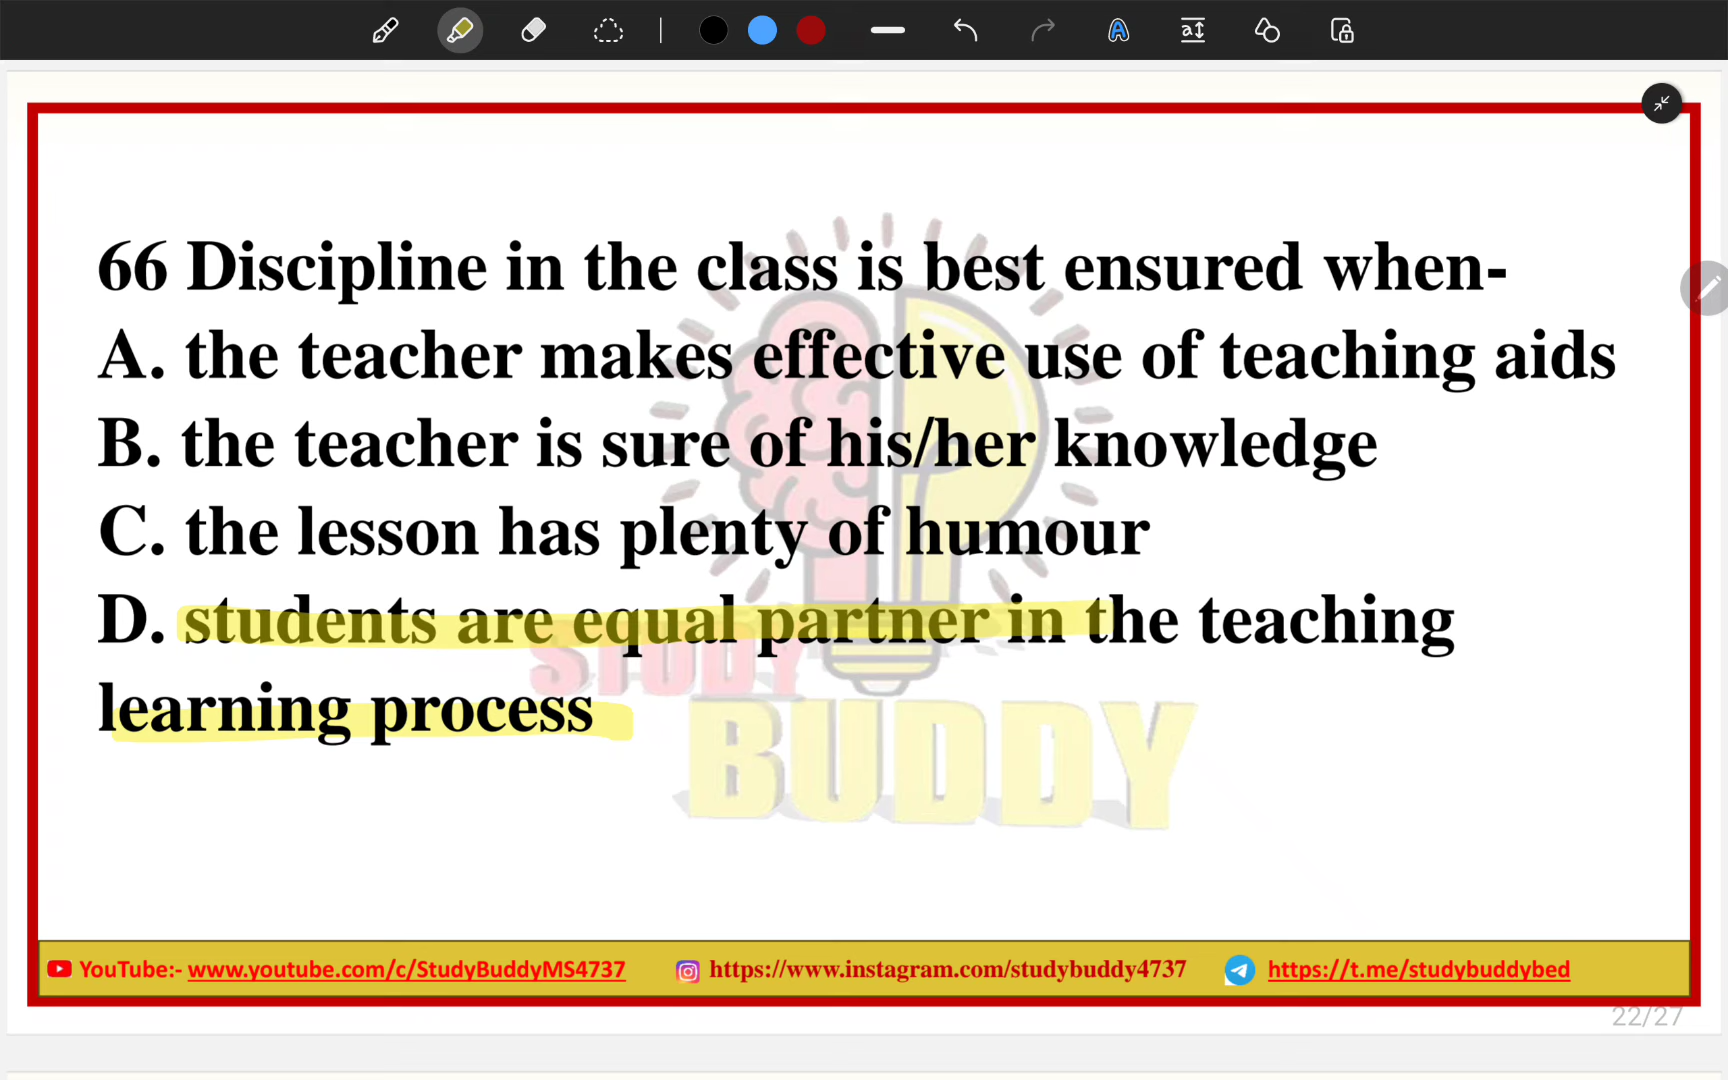 66 Discipline in the class is best ensured when-
A. the teacher makes effective use of teaching aids
B. the teacher is sure of his/her knowledge
C. the lesson has plenty of humour
D. students are equal partner in the teaching
learning process
STUDY
BUDDY
YouTube:- www.youtube.com/c/StudyBuddyMS4737 https://www.instagram.com/studybuddy4737 https://t.me/studybuddybed
22/27